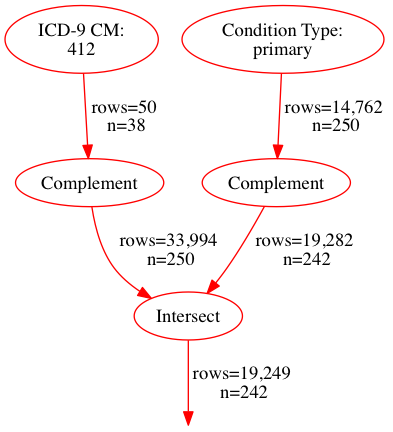 ICD-9 CM:
412
Condition Type:
primary
rows=50
n=38
rows=14,762
n=250
Complement
Complement
rows=33,994
n=250
rows=19,282
n=242
Intersect
rows=19,249
n=242